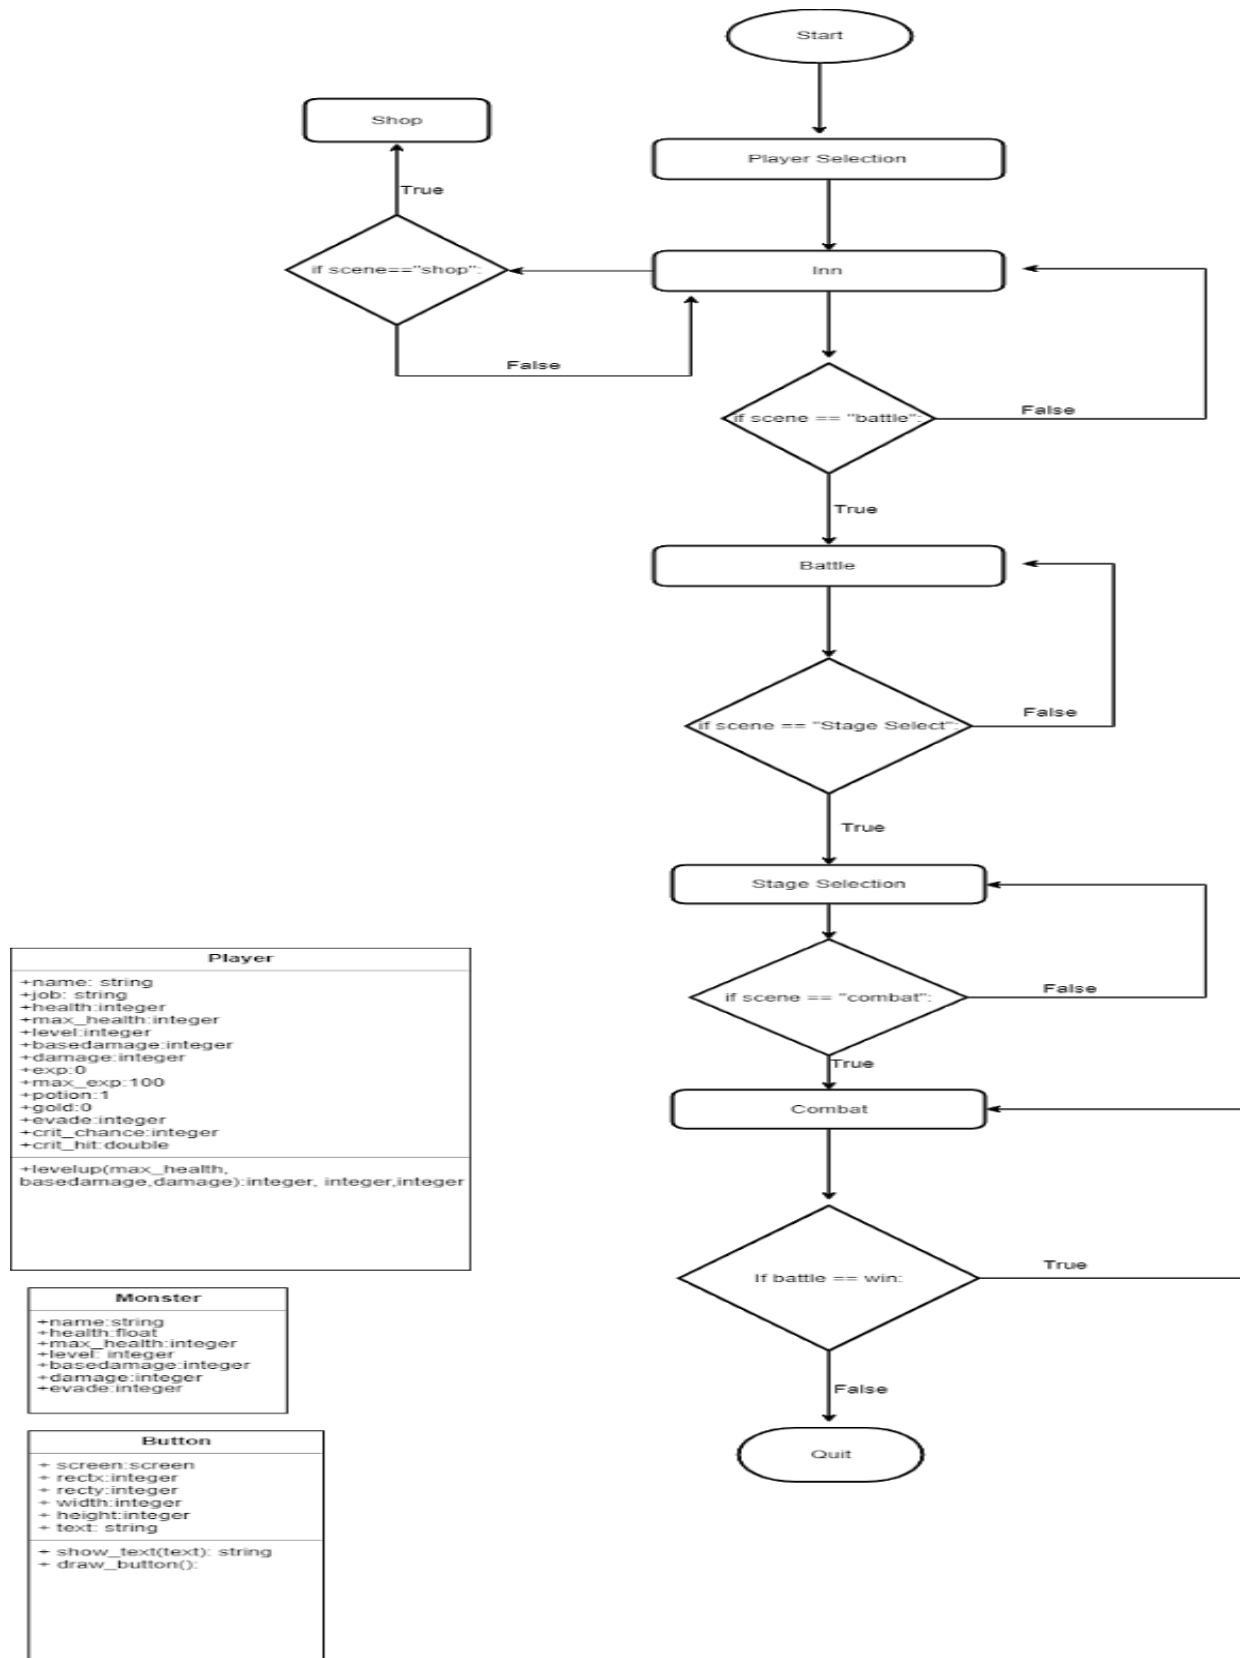 Start
Shop
Player Selection
True
if scene=="shop":
Inn
False
if scene == "battle":
False
True
Battle
if scene == "Stage Select":
False
True
Stage Selection
if scene == "combat":
False
True
Combat
If battle == win:
True
False
Quit
Player
+name: string
+job: string
+health:integer
+max_health:integer
+level:integer
+basedamage:integer
+damage:integer
+exp:0
+max_exp:100
+potion:1
+gold:0
+evade:integer
+crit_chance:integer
+crit_hit:double
+levelup(max_health,
basedamage,damage):integer, integer,integer
Monster
+name:string
+health:float
+max_health:integer
+level: integer
+basedamage:integer
+damage:integer
+evade:integer
Button
+ screen:screen
+ rectx:integer
+ recty:integer
+ width:integer
+ height:integer
+ text: string
+ show_text(text): string
+ draw_button():